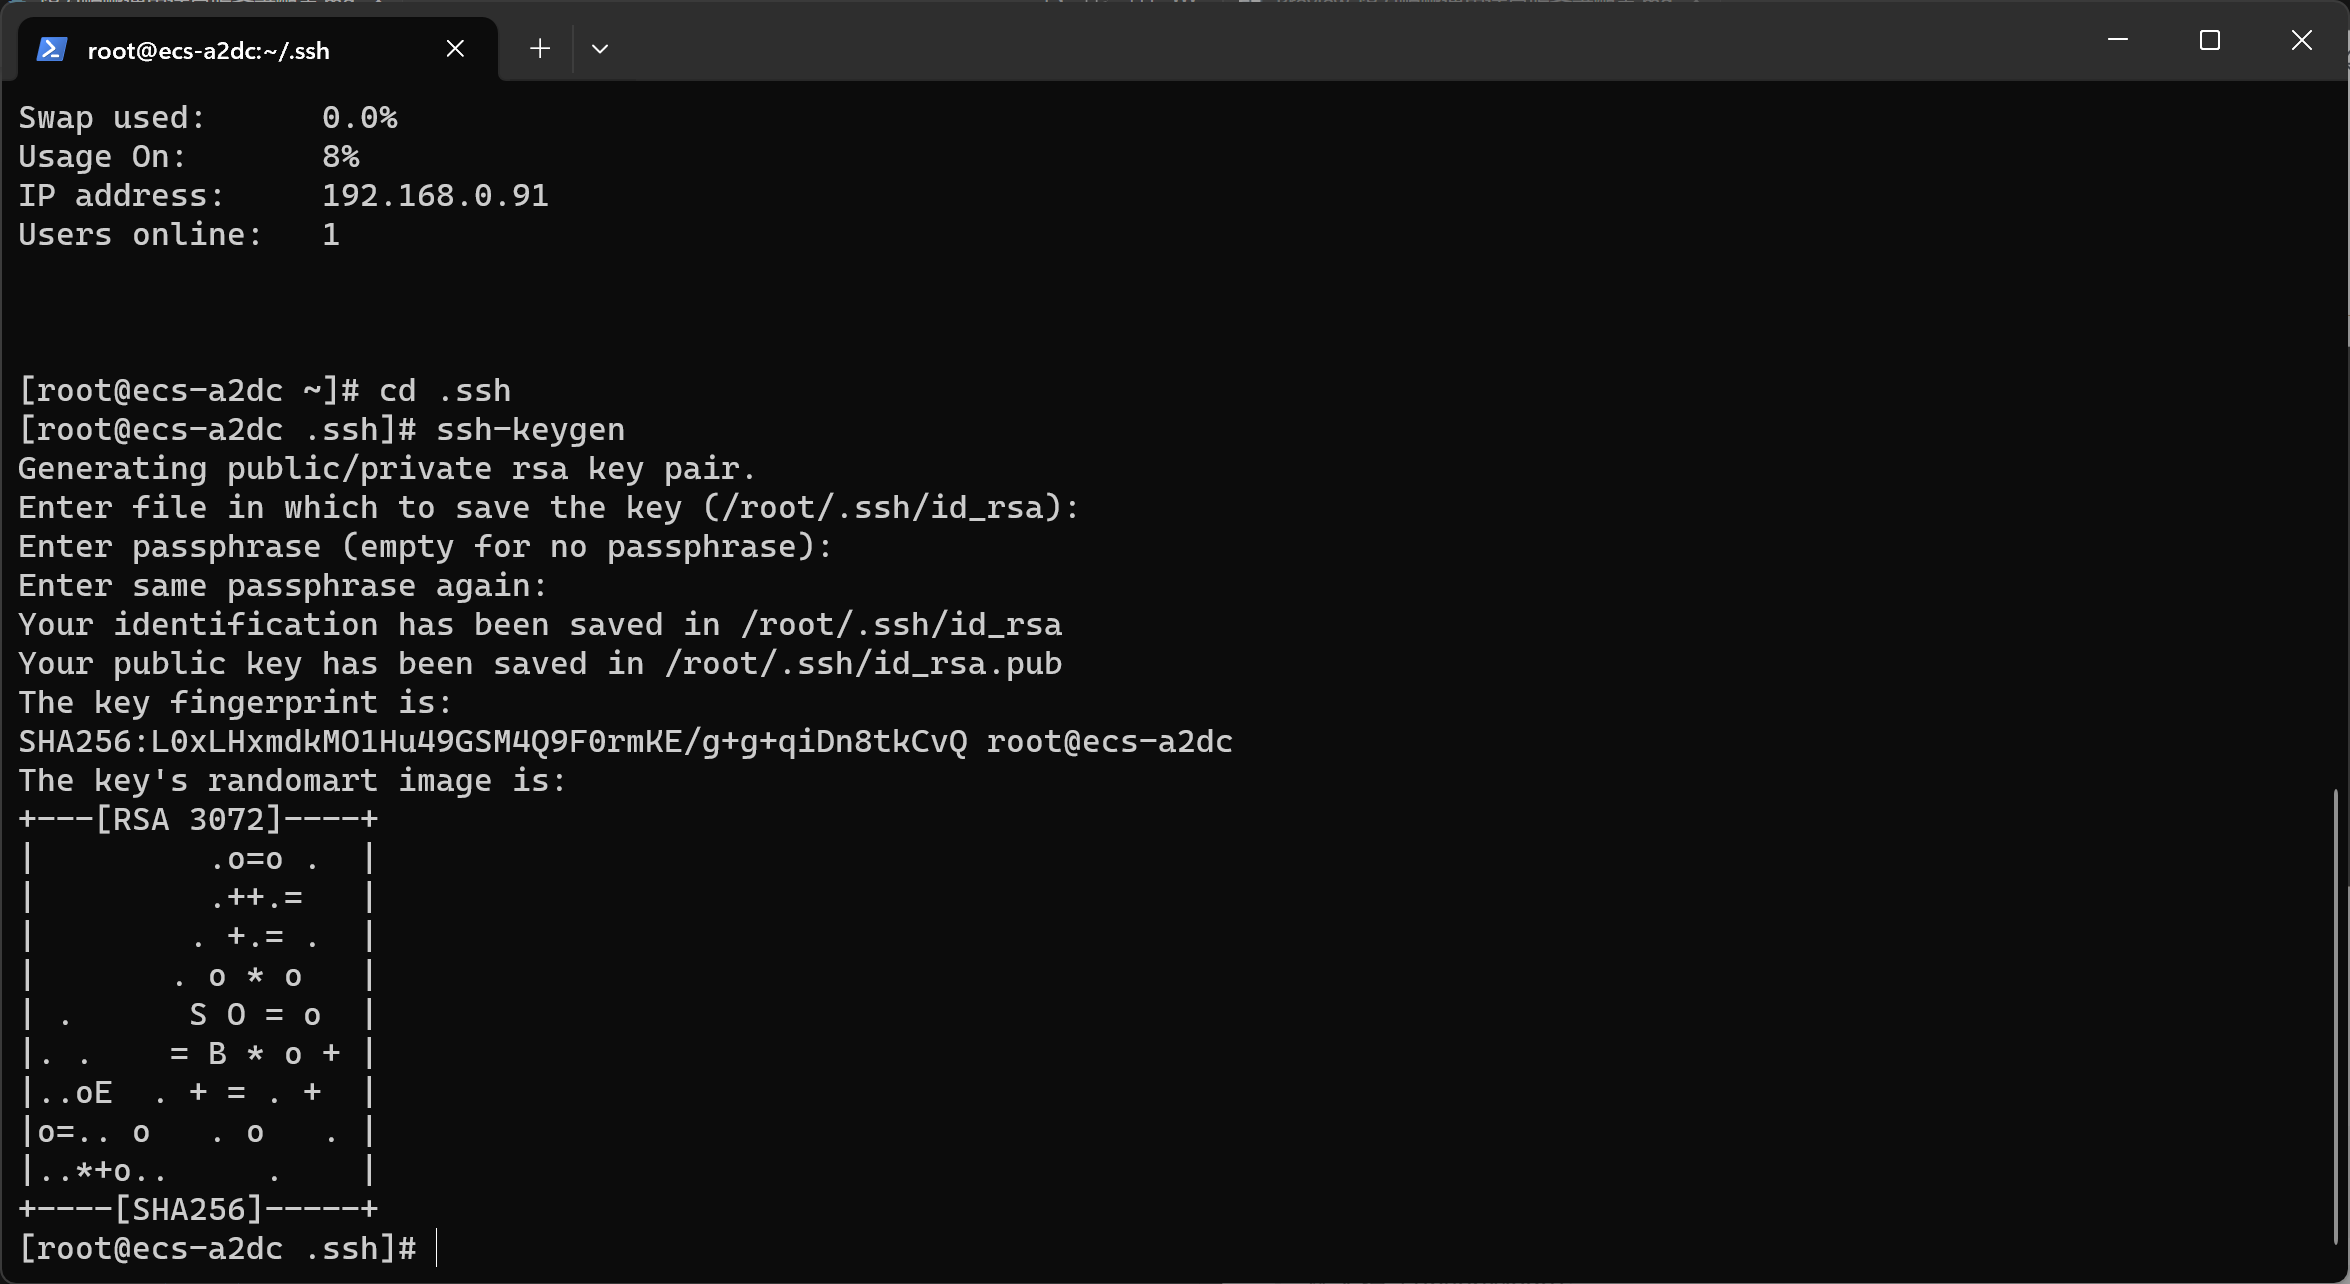 root@ecs-a2dc:~/.ssh
Swap used:      0.0%
Usage On:       8%
IP address:     192.168.0.91
Users online:   1
[root@ecs-a2dc ~]# cd .ssh
[root@ecs-a2dc .ssh]# ssh-keygen
Generating public/private rsa key pair.
Enter file in which to save the key (/root/.ssh/id_rsa):
Enter passphrase (empty for no passphrase):
Enter same passphrase again:
Your identification has been saved in /root/.ssh/id_rsa
Your public key has been saved in /root/.ssh/id_rsa.pub
The key fingerprint is:
SHA256:L0xLHxmdkMO1Hu49GSM4Q9F0rmKE/g+g+qiDn8tkCvQ root@ecs-a2dc
The key's randomart image is:
+---[RSA 3072]----+
|         .o=o .  |
|         .++.=   |
|        . +.= .  |
|       . o * o   |
| .      S O = o  |
|. .    = B * o + |
|..oE  . + = . +  |
|o=.. o   . o   . |
|..*+o..     .    |
+----[SHA256]-----+
[root@ecs-a2dc .ssh]#